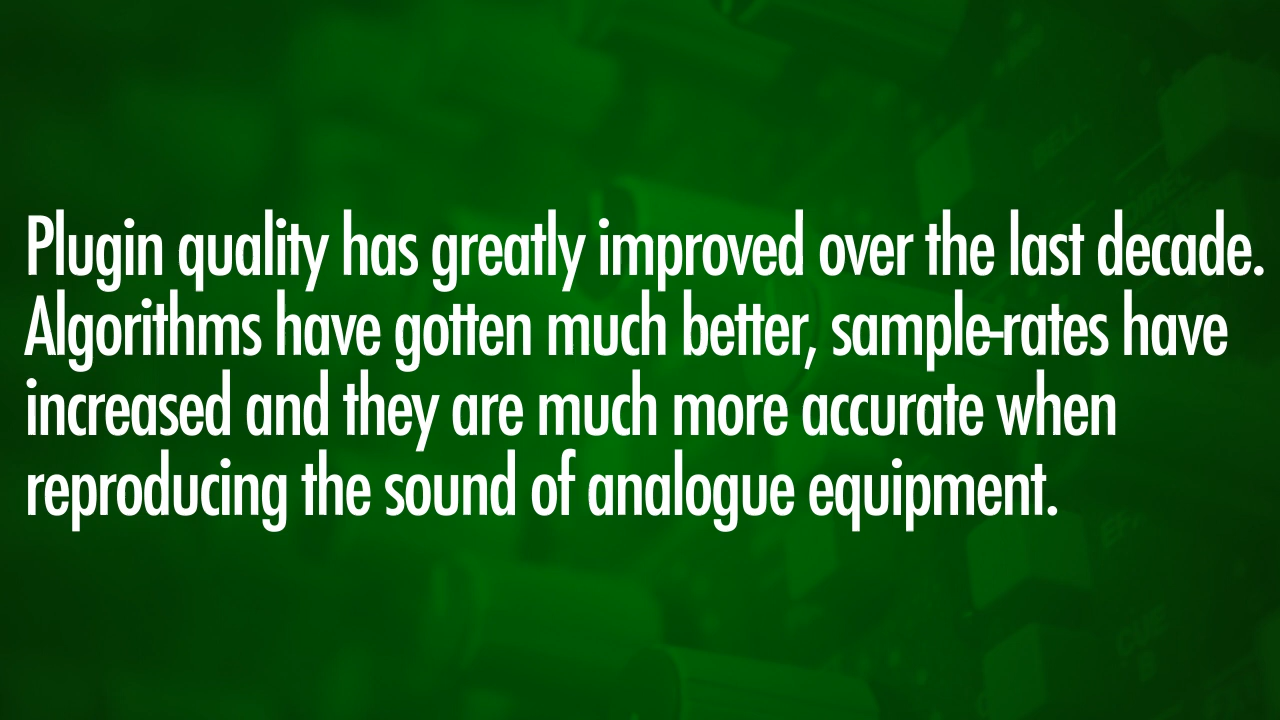 Plugin quality has greatly improved over the last decade.
Algorithms have gotten much better, sample-rates have
increased and they are much more accurate when
reproducing the sound of analogue equipment.